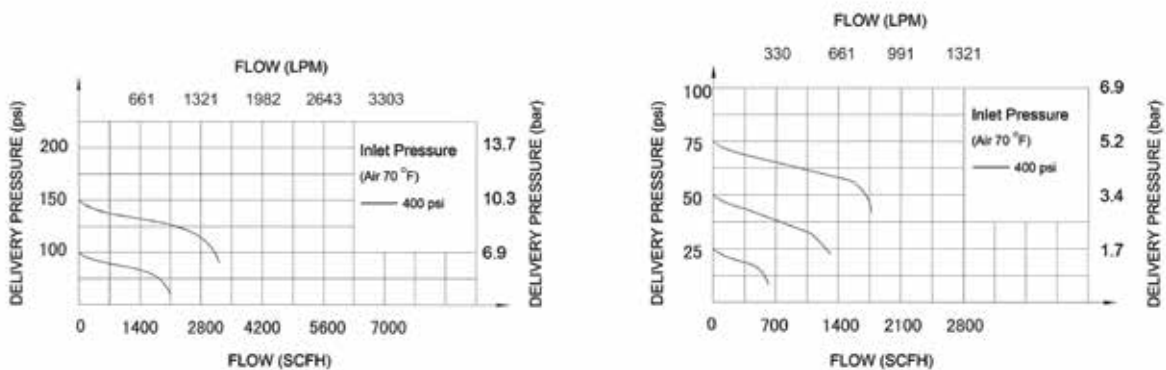 FLOW (LPM)
661 1321 1982 2643 3303
DELIVERY PRESSURE (psi)
200
150
100
Inlet Pressure
(Air 70 °F)
400 psi
13.7
10.3
6.9
DELIVERY PRESSURE (bar)
0 1400 2800 4200 5600 7000
FLOW (SCFH)
FLOW (LPM)
330 661 991 1321
DELIVERY PRESSURE (psi)
100
75
50
25
Inlet Pressure
(Air 70 °F)
400 psi
6.9
5.2
3.4
1.7
DELIVERY PRESSURE (bar)
0 700 1400 2100 2800
FLOW (SCFH)